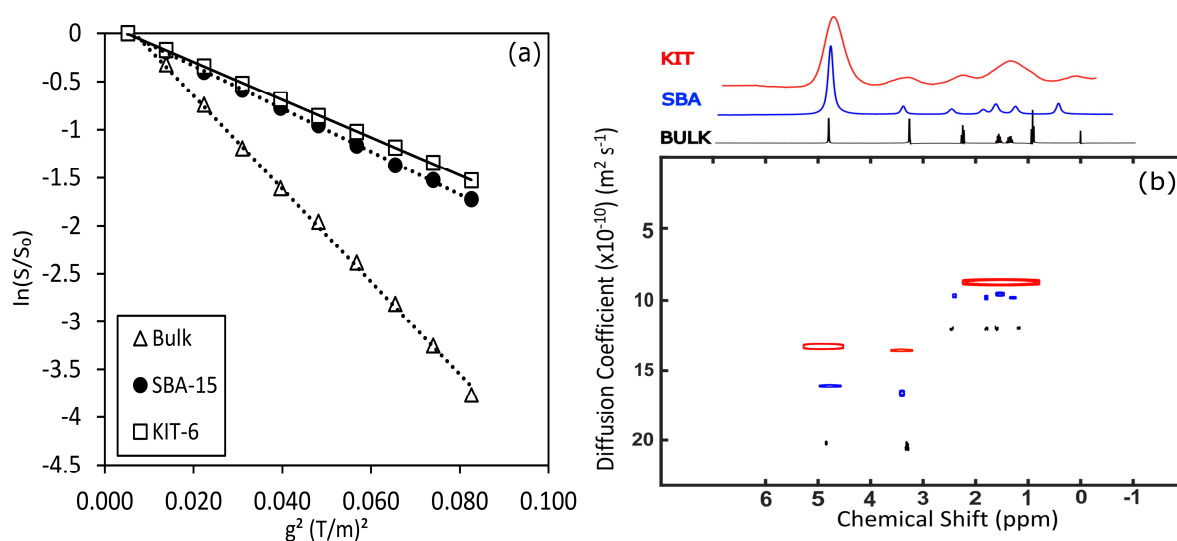 (a)
0
-0.5
-1
-1.5
-2
-2.5
-3
-3.5
-4
-4.5
ln(S/S₀)
Bulk
SBA-15
KIT-6
0.000 0.020 0.040 0.060 0.080 0.100
g² (T/m)²
KIT
SBA
BULK
(b)
5
10
15
20
Diffusion Coefficient (x10⁻¹⁰) (m² s⁻¹)
6 5 4 3 2 1 0 -1
Chemical Shift (ppm)